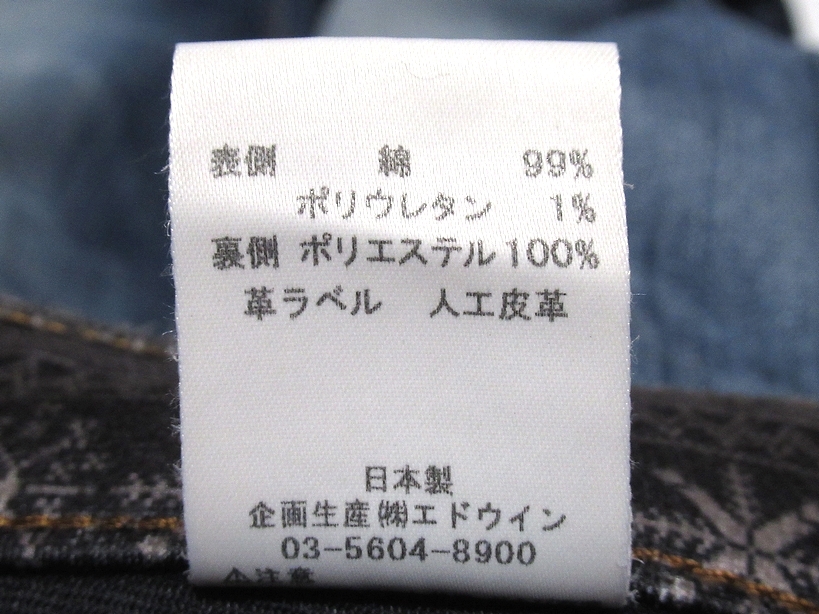 表側 綿 99%
ポリウレタン 1%
裏側 ポリエステル100%
革ラベル 人工皮革
日本製
企画生産㈱エドウイン
03-5604-8900
⚠注意